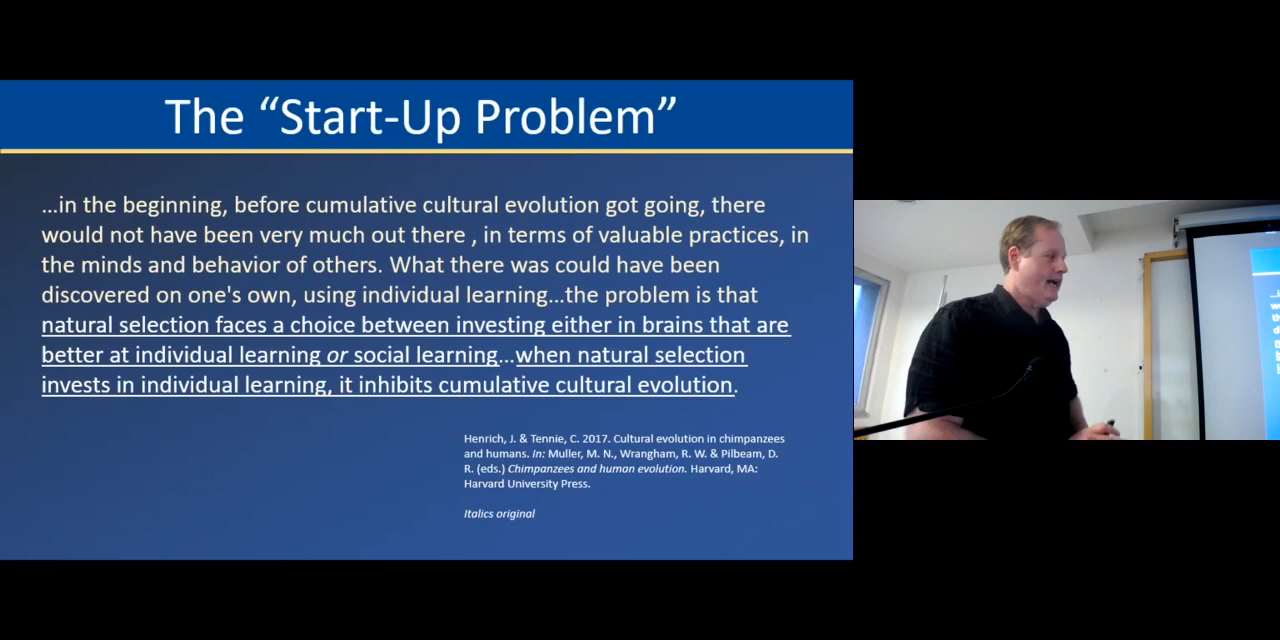 The “Start-Up Problem”
...in the beginning, before cumulative cultural evolution got going, there
would not have been very much out there , in terms of valuable practices, in
the minds and behavior of others. What there was could have been
discovered on one's own, using individual learning...the problem is that
natural selection faces a choice between investing either in brains that are
better at individual learning or social learning...when natural selection
invests in individual learning, it inhibits cumulative cultural evolution.
Henrich, J. & Tennie, C. 2017. Cultural evolution in chimpanzees
and humans. In: Muller, M. N., Wrangham, R. W. & Pilbeam, D.
R. (eds.) Chimpanzees and human evolution. Harvard, MA:
Harvard University Press.
Italics original